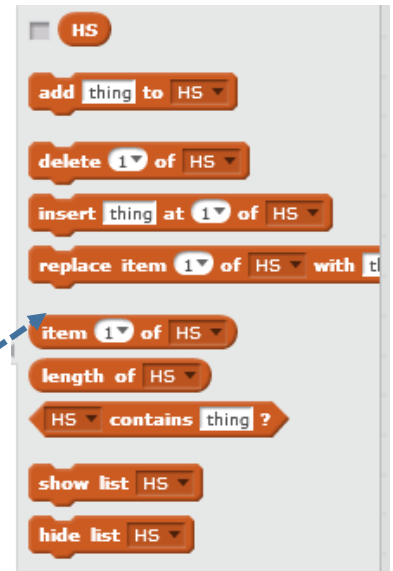 HS
add thing to HS
delete 1 of HS
insert thing at 1 of HS
replace item 1 of HS with
item 1 of HS
length of HS
HS contains thing ?
show list HS
hide list HS